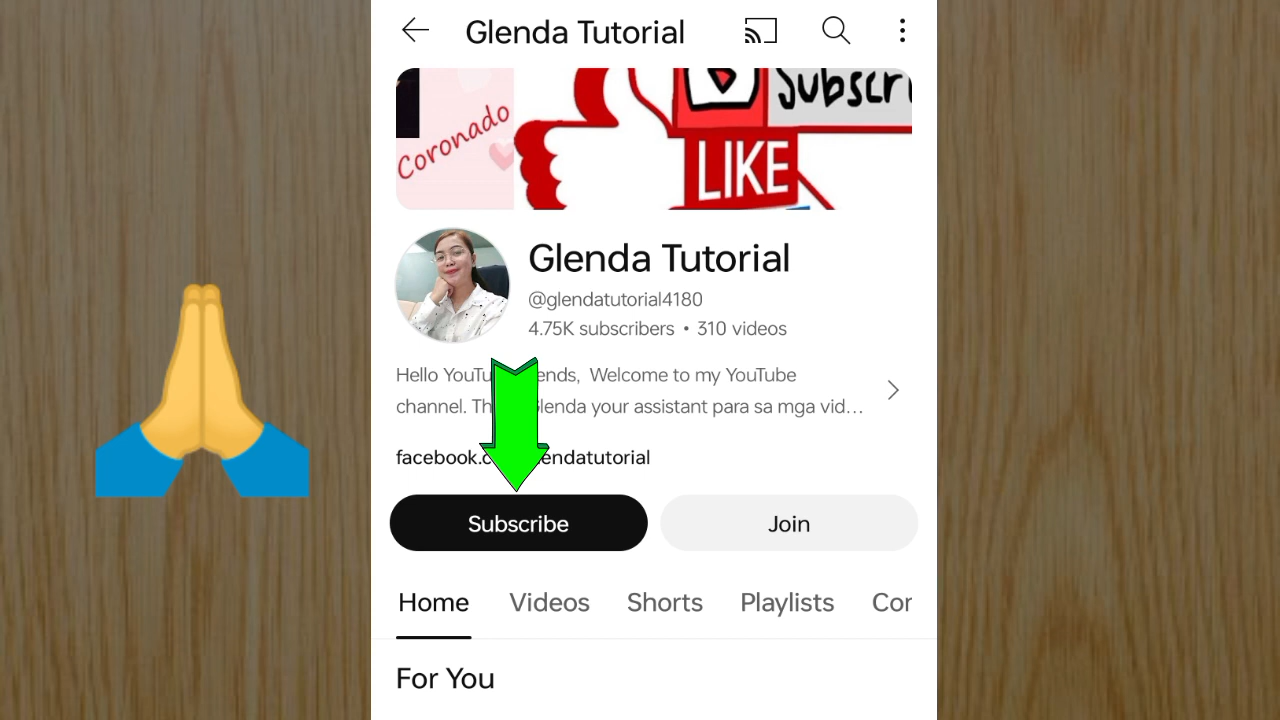 Glenda Tutorial
Coronado
LIKE
Glenda Tutorial
@glendatutorial4180
4.75K subscribers • 310 videos
Hello YouTu ends, Welcome to my YouTube
channel. Th lenda your assistant para sa mga vid…
facebook.c endatutorial
Subscribe
Join
Home Videos Shorts Playlists Cor
For You